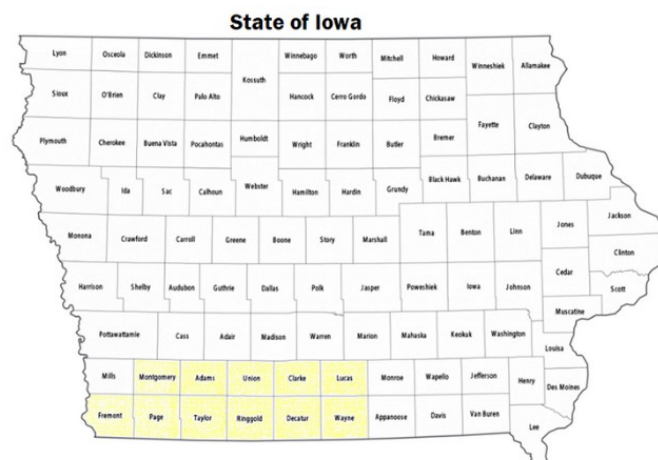 State of Iowa
Lyon Osceola Dickinson Emmet Kossuth Winnebago Worth Mitchell Howard Winneshiek Allamakee
Sioux O'Brien Clay Palo Alto Hancock Cerro Gordo Floyd Chickasaw
Plymouth Cherokee Buena Vista Pocahontas Humboldt Wright Franklin Butler Bremer Fayette Clayton
Woodbury Ida Sac Calhoun Webster Hamilton Hardin Grundy Black Hawk Buchanan Delaware Dubuque
Monona Crawford Carroll Greene Boone Story Marshall Tama Benton Linn Jones Jackson
Clinton
Harrison Shelby Audubon Guthrie Dallas Polk Jasper Poweshiek Iowa Johnson Cedar Scott
Muscatine
Pottawattamie Cass Adair Madison Warren Marion Mahaska Keokuk Washington Louisa
Mills Montgomery Adams Union Clarke Lucas Monroe Wapello Jefferson Henry Des Moines
Fremont Page Taylor Ringgold Decatur Wayne Appanoose Davis Van Buren Lee